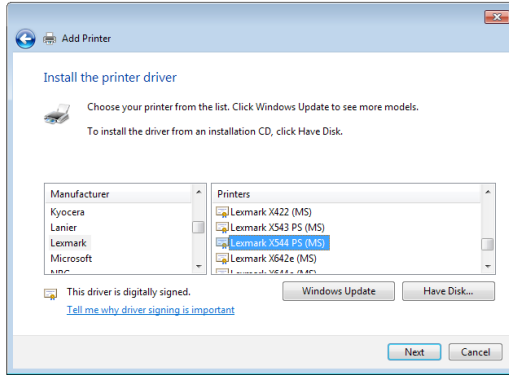 Add Printer
Install the printer driver
Choose your printer from the list. Click Windows Update to see more models.
To install the driver from an installation CD, click Have Disk.
Manufacturer
Kyocera
Lanier
Lexmark
Microsoft
Printers
Lexmark X422 (MS)
Lexmark X543 PS (MS)
Lexmark X544 PS (MS)
Lexmark X642e (MS)
This driver is digitally signed.
Tell me why driver signing is important
Windows Update
Have Disk...
Next
Cancel